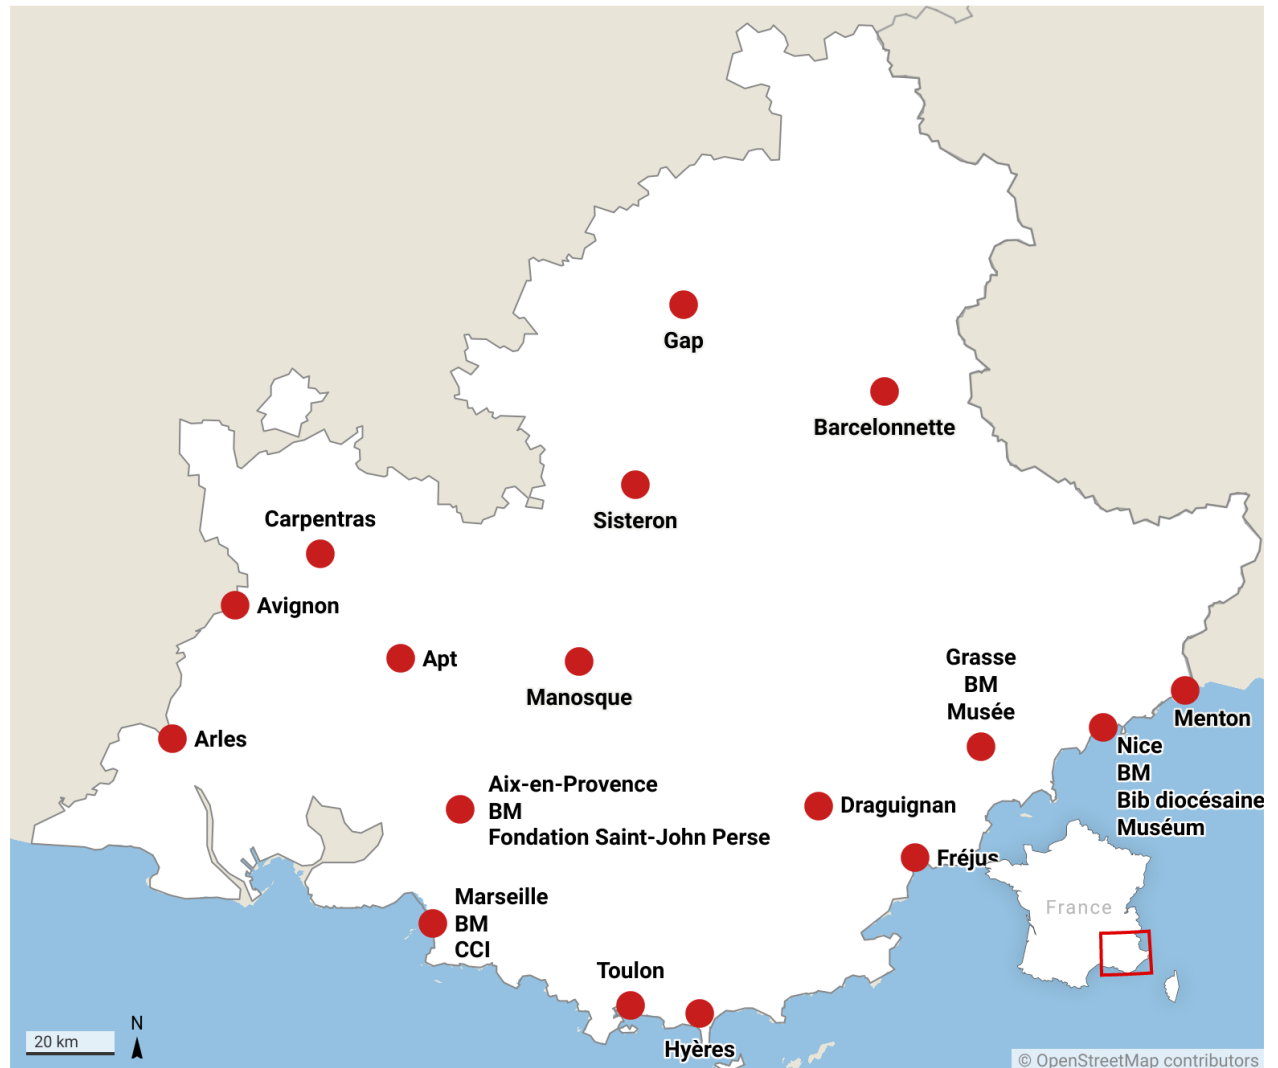 Gap
Barcelonnette
Sisteron
Carpentras
Avignon
Apt
Manosque
Grasse
BM
Musée
Menton
Arles
Nice
BM
Bib diocésaine
Muséum
Aix-en-Provence
BM
Fondation Saint-John Perse
Draguignan
Fréjus
Marseille
BM
CCI
France
Toulon
Hyères
20 km
N
© OpenStreetMap contributors